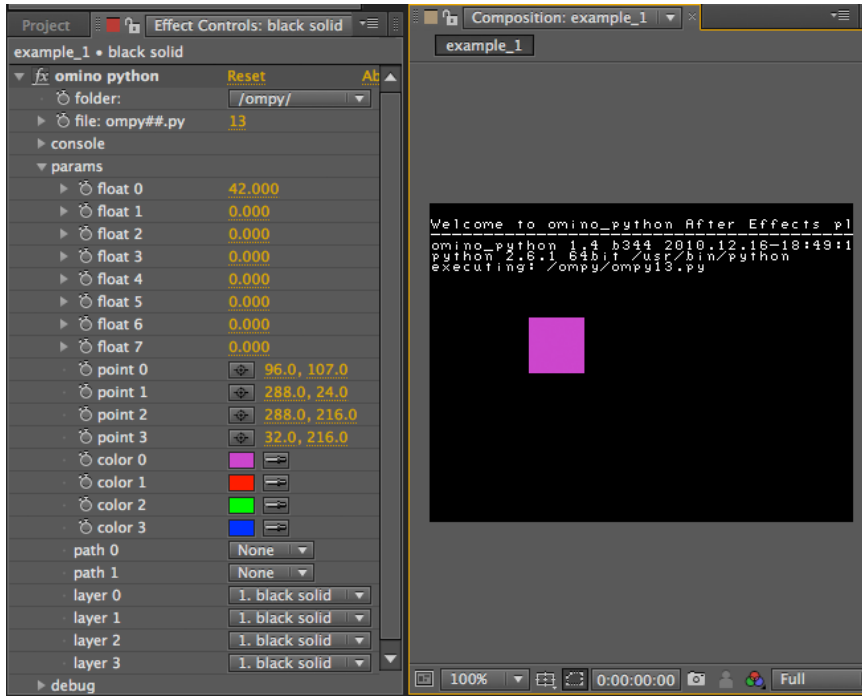 Project
Effect Controls: black solid
example_1 • black solid
fx omino python Reset Ab
folder: /ompy/
file: ompy##.py 13
console
params
float 0 42.000
float 1 0.000
float 2 0.000
float 3 0.000
float 4 0.000
float 5 0.000
float 6 0.000
float 7 0.000
point 0 96.0, 107.0
point 1 288.0, 24.0
point 2 288.0, 216.0
point 3 32.0, 216.0
color 0
color 1
color 2
color 3
path 0 None
path 1 None
layer 0 1. black solid
layer 1 1. black solid
layer 2 1. black solid
layer 3 1. black solid
debug
Composition: example_1
example_1
Welcome to omino_python After Effects pl
omino_python 1.4 b344 2010.12.16-18:49:1
python 2.6.1 64bit /usr/bin/python
executing: /ompy/ompy13.py
100% 0:00:00:00 Full